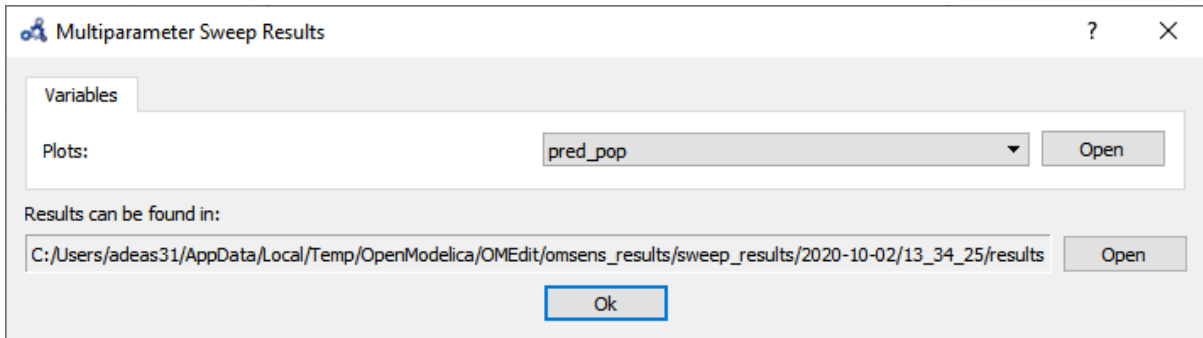 Multiparameter Sweep Results ?
Variables
Plots: pred_pop Open
Results can be found in:
C:/Users/adeas31/AppData/Local/Temp/OpenModelica/OMEdit/omsens_results/sweep_results/2020-10-02/13_34_25/results Open
Ok